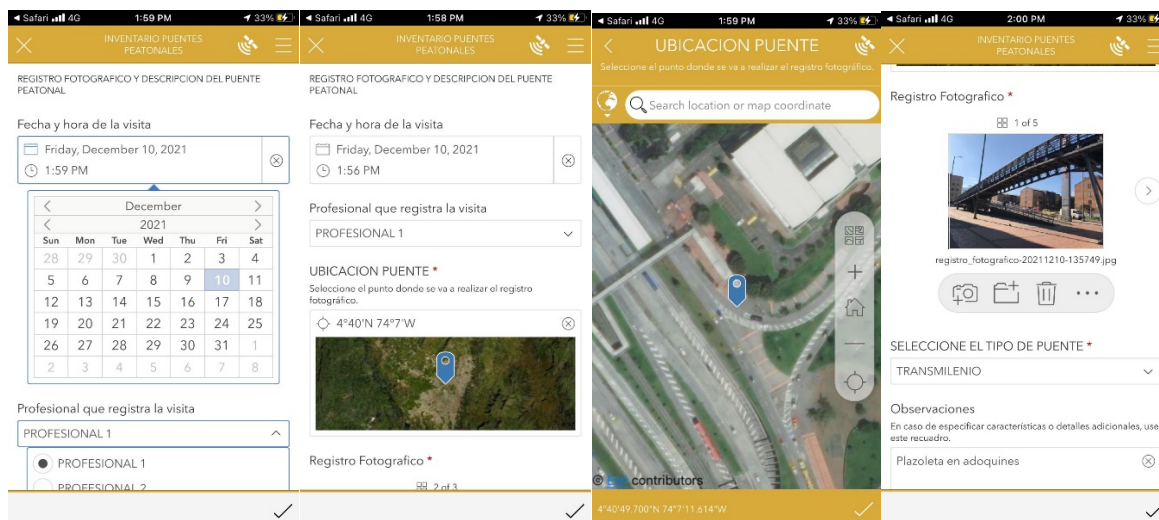 ◄ Safari 4G 1:59 PM 33%
INVENTARIO PUENTES
PEATONALES
REGISTRO FOTOGRAFICO Y DESCRIPCION DEL PUENTE
PEATONAL
Fecha y hora de la visita
Friday, December 10, 2021
1:59 PM
December
2021
Sun Mon Tue Wed Thu Fri Sat
28 29 30 1 2 3 4
5 6 7 8 9 10 11
12 13 14 15 16 17 18
19 20 21 22 23 24 25
26 27 28 29 30 31 1
2 3 4 5 6 7 8
Profesional que registra la visita
PROFESIONAL 1
PROFESIONAL 1
PROFESIONAL 2
◄ Safari 4G 1:58 PM 33%
INVENTARIO PUENTES
PEATONALES
REGISTRO FOTOGRAFICO Y DESCRIPCION DEL PUENTE
PEATONAL
Fecha y hora de la visita
Friday, December 10, 2021
1:56 PM
Profesional que registra la visita
PROFESIONAL 1
UBICACION PUENTE *
Seleccione el punto donde se va a realizar el registro
fotográfico.
4°40'N 74°7'W
Registro Fotografico *
2 of 3
◄ Safari 4G 1:59 PM 33%
UBICACION PUENTE
Seleccione el punto donde se va a realizar el registro fotográfico.
Search location or map coordinate
© Esri contributors
4°40'49.700"N 74°7'11.614"W
◄ Safari 4G 2:00 PM 33%
INVENTARIO PUENTES
PEATONALES
Registro Fotografico *
1 of 5
registro_fotografico-20211210-135749.jpg
SELECCIONE EL TIPO DE PUENTE *
TRANSMILENIO
Observaciones
En caso de especificar características o detalles adicionales, use
este recuadro.
Plazoleta en adoquines